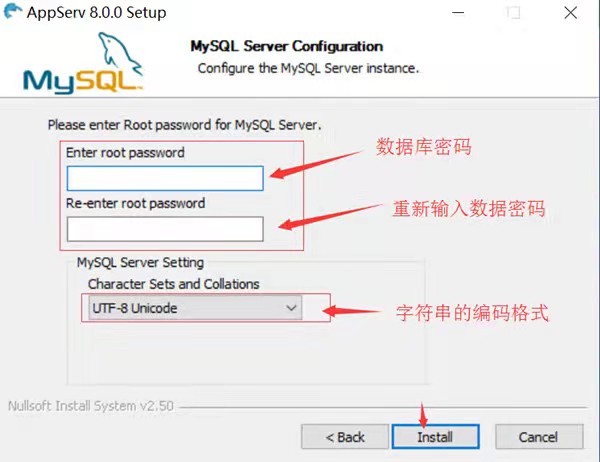 AppServ 8.0.0 Setup
MySQL
MySQL Server Configuration
Configure the MySQL Server instance.
Please enter Root password for MySQL Server.
Enter root password
数据库密码
Re-enter root password
重新输入数据密码
MySQL Server Setting
Character Sets and Collations
UTF-8 Unicode
字符串的编码格式
Nullsoft Install System v2.50
< Back
Install
Cancel